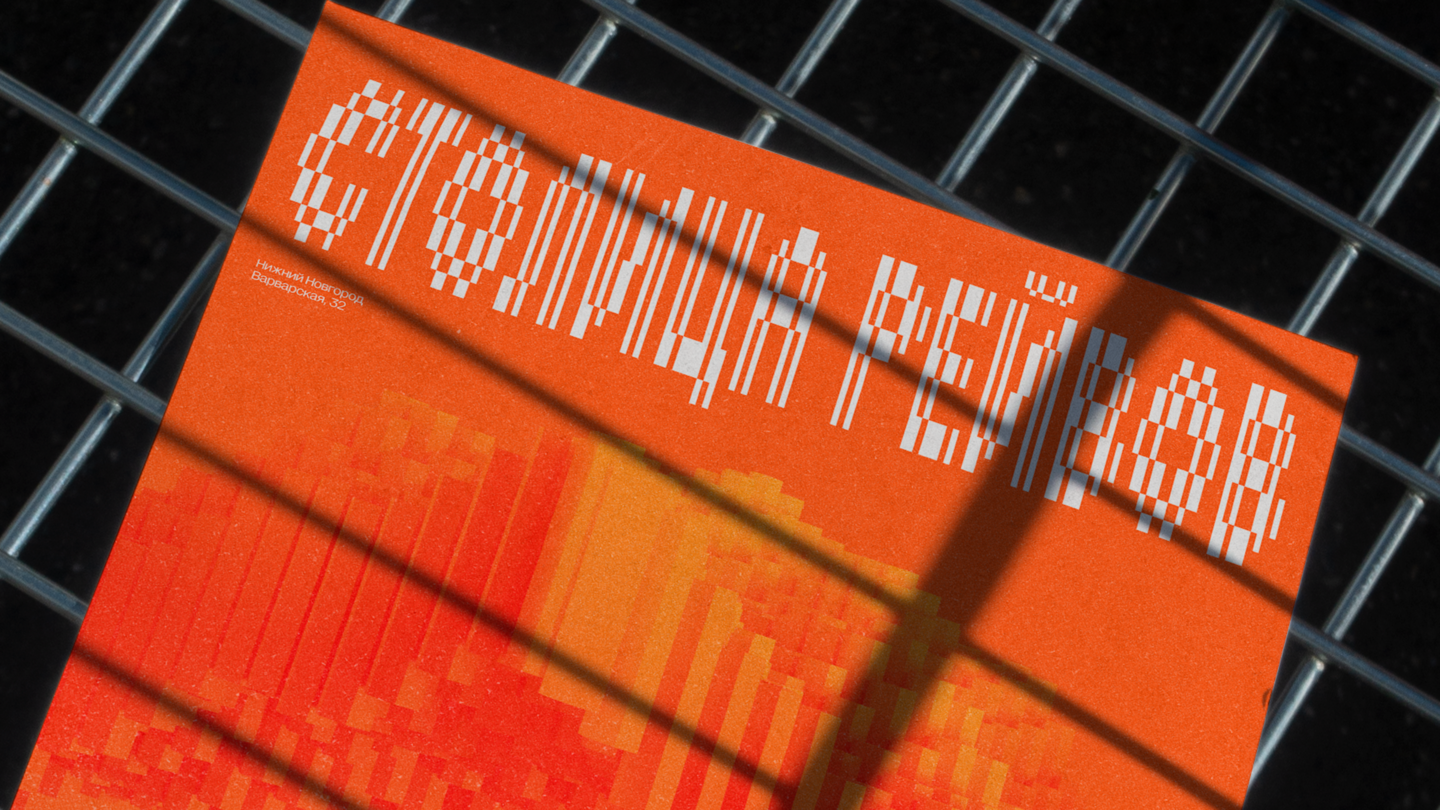 СТОЛИЦА РЕЙВОВ
Нижний Новгород
Варварская, 32